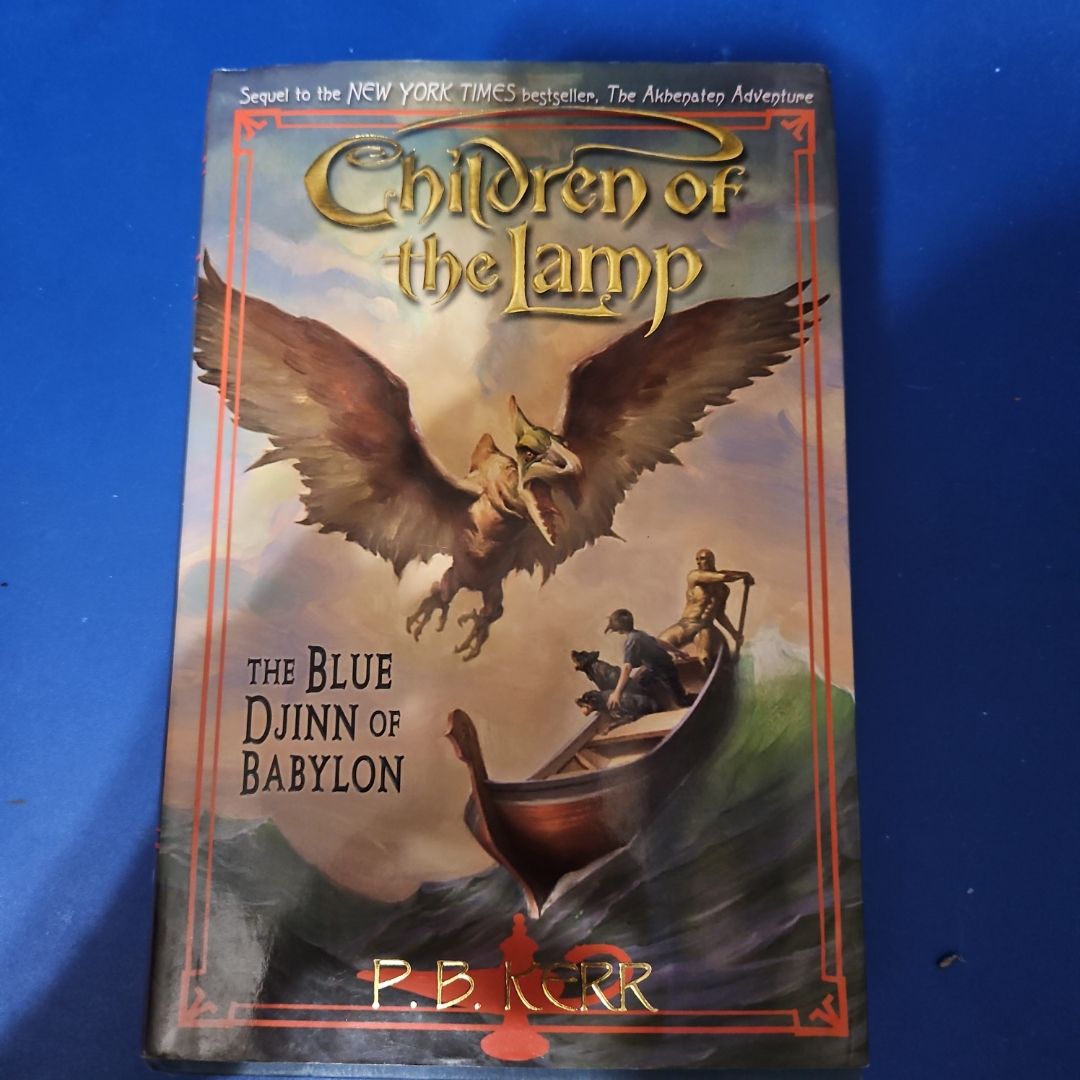 Sequel to the NEW YORK TIMES bestseller, The Akhenaten Adventure
Children of
the Lamp
THE BLUE
DJINN OF
BABYLON
P. B. KERR